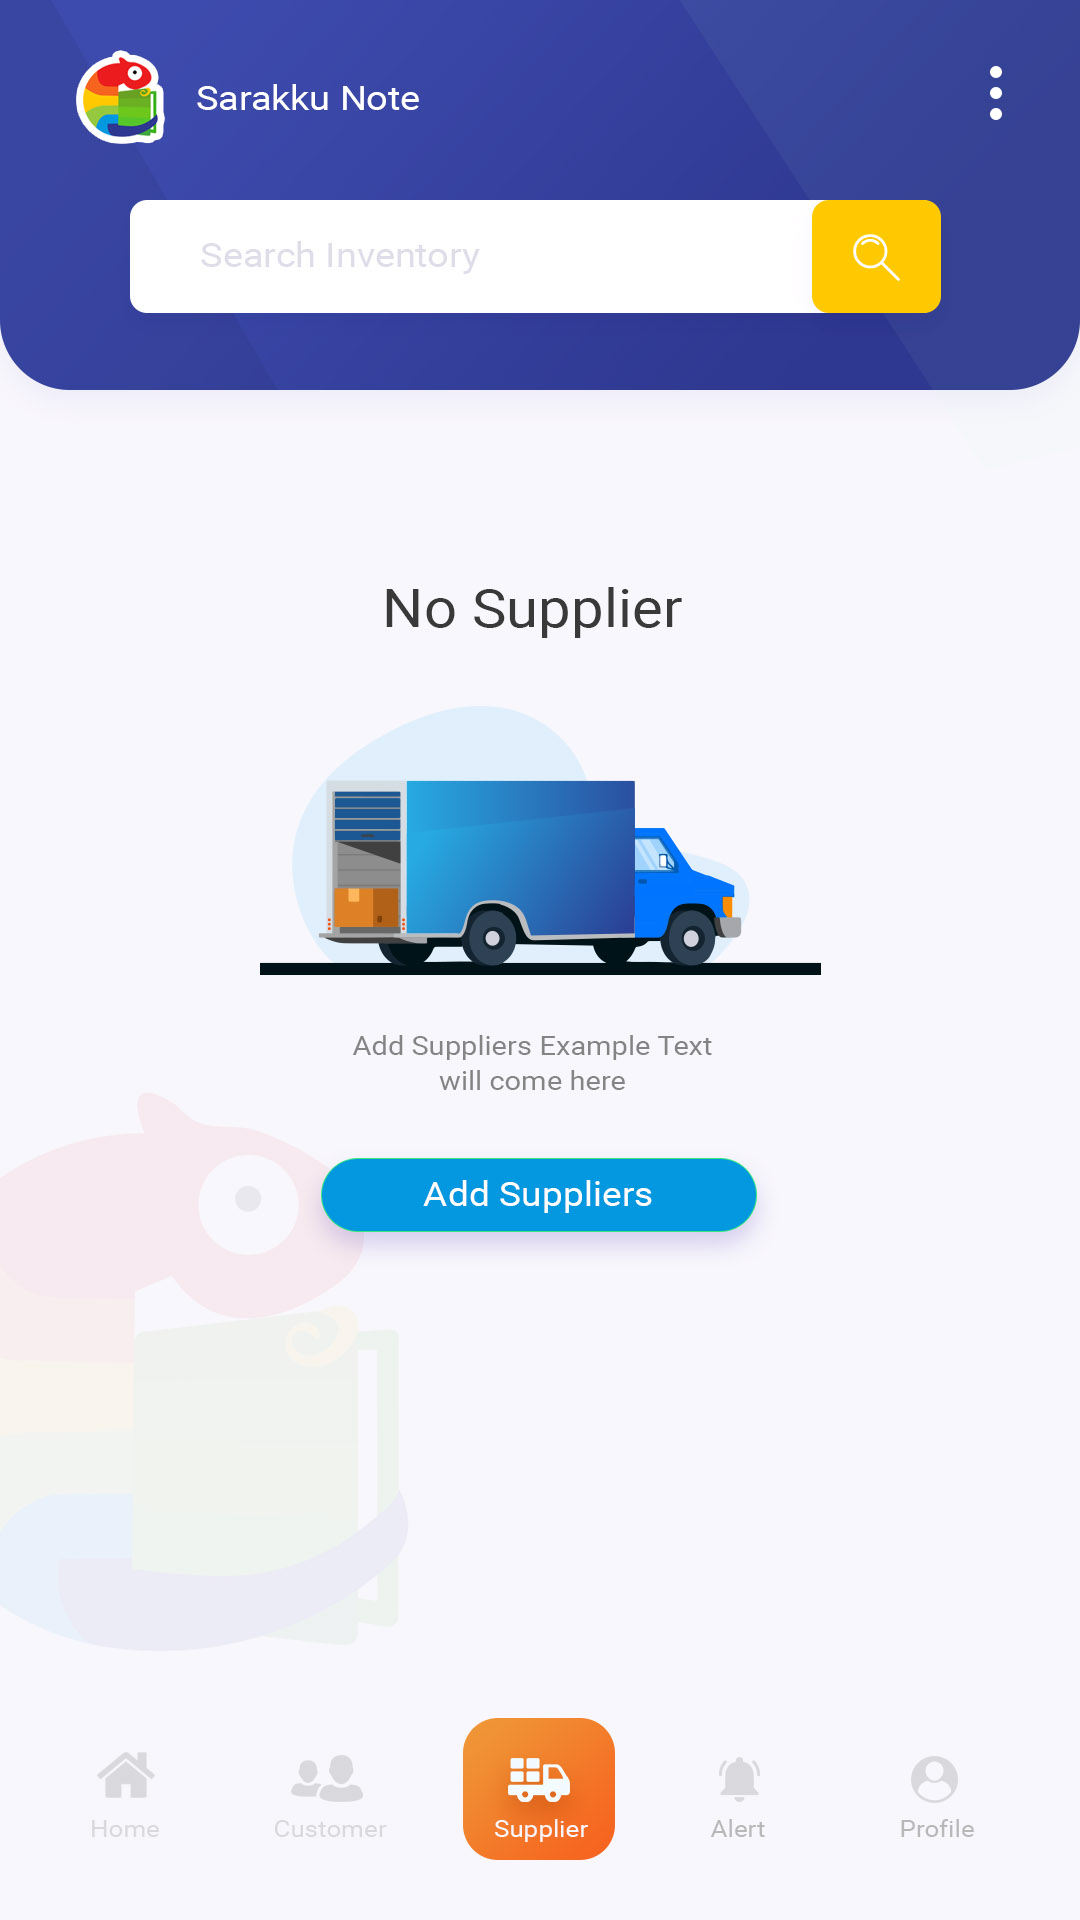 Sarakku Note
Search Inventory
No Supplier
Add Suppliers Example Text
will come here
Add Suppliers
Home
Customer
Supplier
Alert
Profile